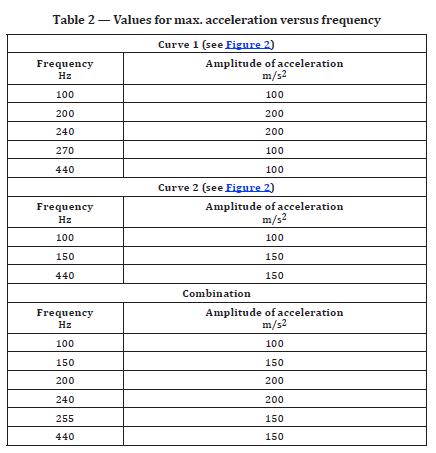 Table 2 — Values for max. acceleration versus frequency
Curve 1 (see Figure 2)
Frequency Amplitude of acceleration
Hz m/s²
100 100
200 200
240 200
270 100
440 100
Curve 2 (see Figure 2)
Frequency Amplitude of acceleration
Hz m/s²
100 100
150 150
440 150
Combination
Frequency Amplitude of acceleration
Hz m/s²
100 100
150 150
200 200
240 200
255 150
440 150